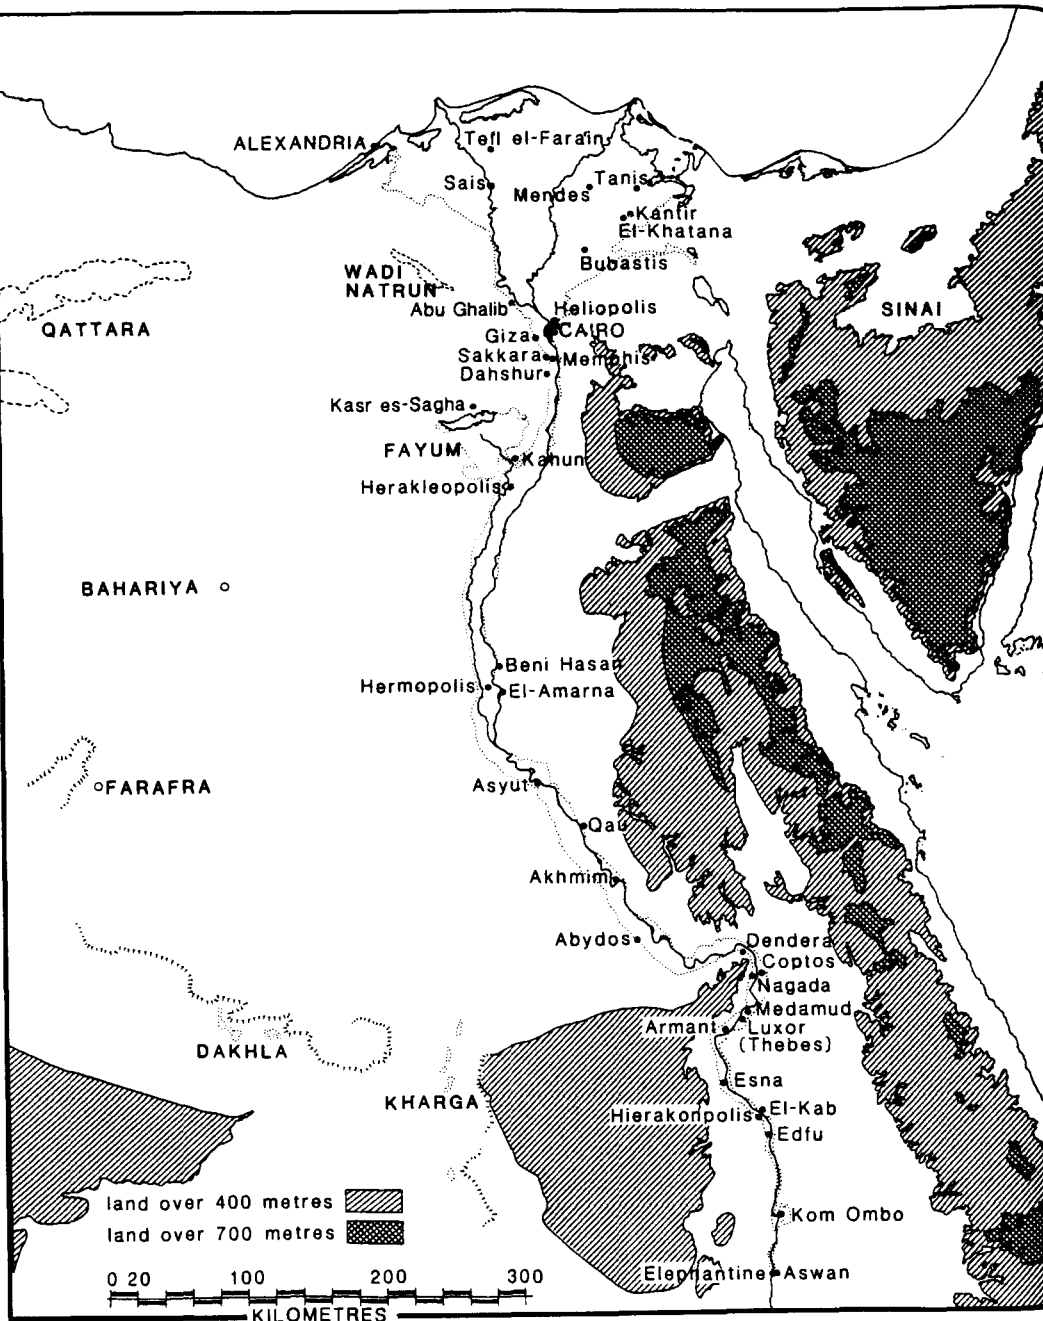 ALEXANDRIA
Tefl el-Farain
Sais
Mendes
Tanis
Kantir
El-Khatana
Bubastis
WADI
NATRUN
Abu Ghalib
Heliopolis
SINAI
QATTARA
CAIRO
Giza
Sakkara
Memphis
Dahshur
Kasr es-Sagha
FAYUM
Kahun
Herakleopolis
BAHARIYA
Beni Hasan
Hermopolis
El-Amarna
Asyut
FARAFRA
Qau
Akhmim
Abydos
Dendera
Coptos
Nagada
Medamud
Armant
Luxor
(Thebes)
DAKHLA
Esna
KHARGA
El-Kab
Hierakonpolis
Edfu
land over 400 metres
Kom Ombo
land over 700 metres
Elephantine
Aswan
0 20 100 200 300
KILOMETRES